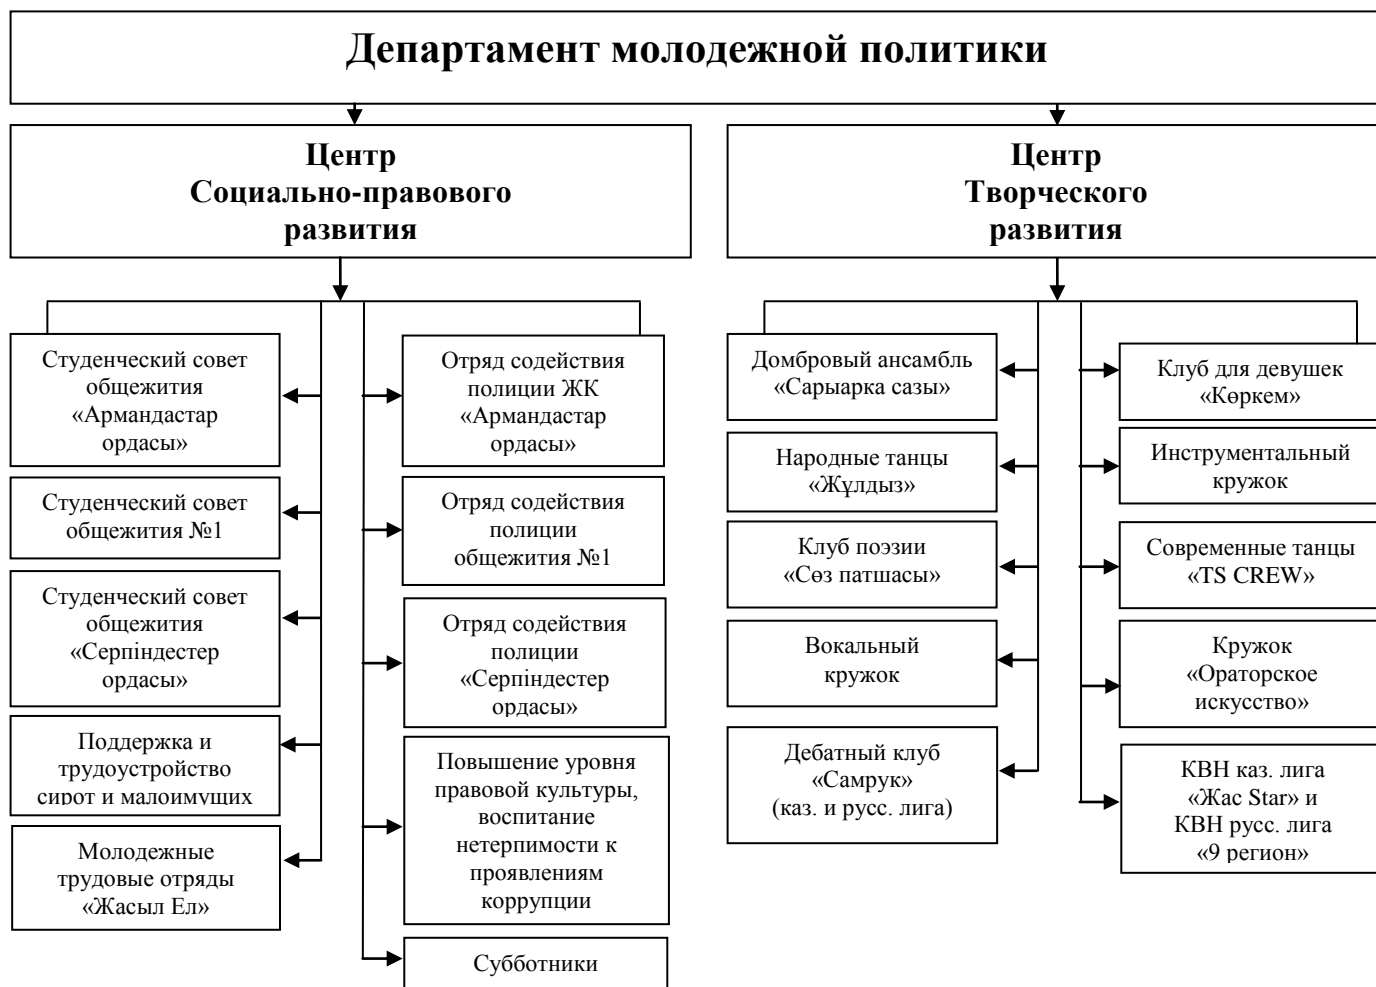 Департамент молодежной политики
Центр
Социально-правового
развития
Центр
Творческого
развития
Студенческий совет
общежития
«Армандастар
ордасы»
Студенческий совет
общежития №1
Студенческий совет
общежития
«Серпіндестер
ордасы»
Поддержка и
трудоустройство
сирот и малоимущих
Молодежные
трудовые отряды
«Жасыл Ел»
Отряд содействия
полиции ЖК
«Армандастар
ордасы»
Отряд содействия
полиции
общежития №1
Отряд содействия
полиции
«Серпіндестер
ордасы»
Повышение уровня
правовой культуры,
воспитание
нетерпимости к
проявлениям
коррупции
Субботники
Домбровый ансамбль
«Сарыарка сазы»
Народные танцы
«Жұлдыз»
Клуб поэзии
«Сөз патшасы»
Вокальный
кружок
Дебатный клуб
«Самрук»
(каз. и русс. лига)
Клуб для девушек
«Көркем»
Инструментальный
кружок
Современные танцы
«TS CREW»
Кружок
«Ораторское
искусство»
КВН каз. лига
«Жас Star» и
КВН русс. лига
«9 регион»